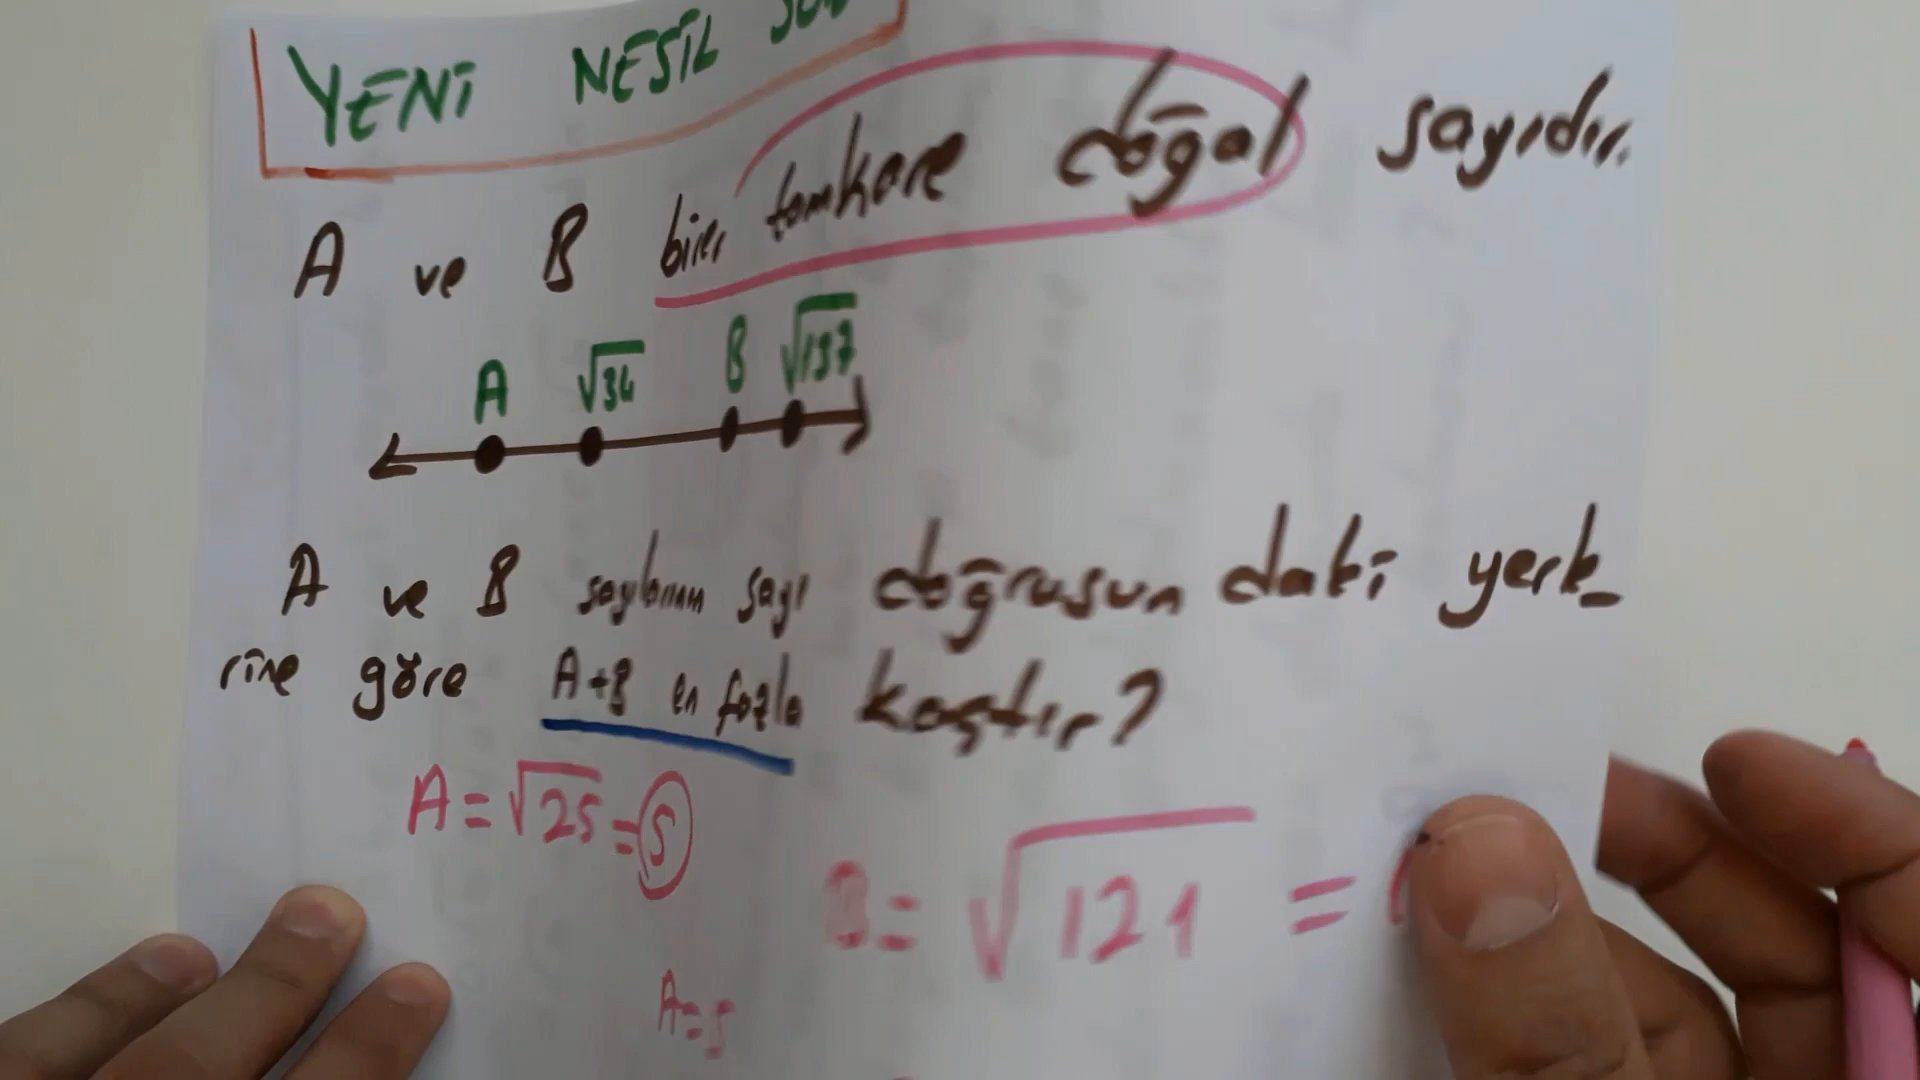 YENİ NESİL
A ve B birer tamkare doğal sayıdır.
A √34 B √137
A ve B sayılarının sayı doğrusundaki yerle_
rine göre A+B en fazla kaçtır?
A=√25=5
B=√121 =
A=5